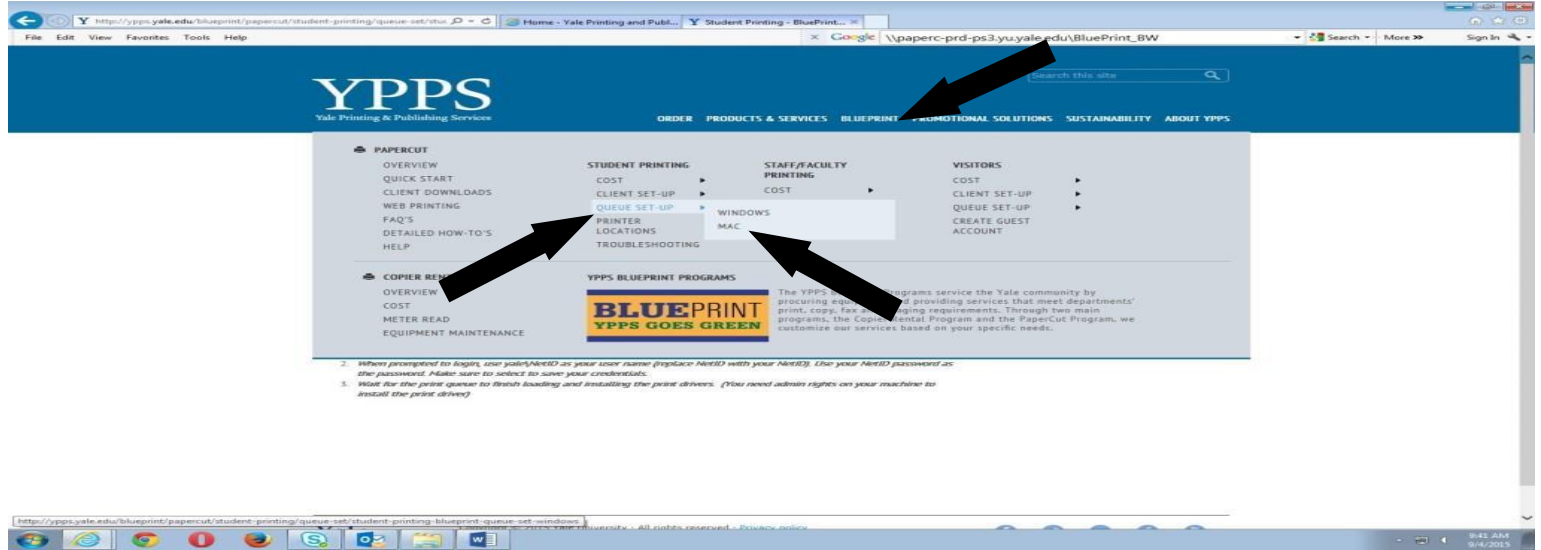 http://ypps.yale.edu/blueprint/papercut/student-printing/queue-set/stu
Home - Yale Printing and Publ...
Student Printing - BluePrint...
File Edit View Favorites Tools Help
Google \\paperc-prd-ps3.yu.yale.edu\BluePrint_BW
Search
More »
Sign In
Search this site
YPPS
Yale Printing & Publishing Services
ORDER PRODUCTS & SERVICES BLUEPRINT PROMOTIONAL SOLUTIONS SUSTAINABILITY ABOUT YPPS
PAPERCUT
OVERVIEW
QUICK START
CLIENT DOWNLOADS
WEB PRINTING
FAQ'S
DETAILED HOW-TO'S
HELP
STUDENT PRINTING
COST
CLIENT SET-UP
QUEUE SET-UP
PRINTER
LOCATIONS
TROUBLESHOOTING
WINDOWS
MAC
STAFF/FACULTY
PRINTING
COST
VISITORS
COST
CLIENT SET-UP
QUEUE SET-UP
CREATE GUEST
ACCOUNT
COPIER
OVERVIEW
COST
METER READ
EQUIPMENT MAINTENANCE
YPPS BLUEPRINT PROGRAMS
BLUEPRINT
YPPS GOES GREEN
The YPPS Programs service the Yale community by
procuring providing services that meet departments'
print, copy, fax requirements. Through two main
programs, the Copier Rental Program and the PaperCut Program, we
customize our services based on your specific needs.
2. When prompted to login, use yale\NetID as your user name (replace NetID with your NetID). Use your NetID password as
the password. Make sure to select to save your credentials.
3. Wait for the print queue to finish loading and installing the print drivers. (You need admin rights on your machine to
install the print driver)
http://ypps.yale.edu/blueprint/papercut/student-printing/queue-set/student-printing-blueprint-queue-set-windows
University - All rights reserved - Privacy policy
9:41 AM
9/4/2015